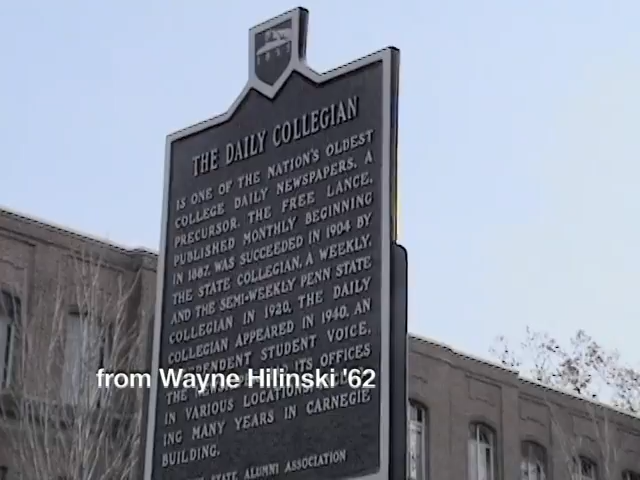 1855
THE DAILY COLLEGIAN
IS ONE OF THE NATION'S OLDEST
COLLEGE DAILY NEWSPAPERS. A
PRECURSOR, THE FREE LANCE,
PUBLISHED MONTHLY BEGINNING
IN 1887, WAS SUCCEEDED IN 1904 BY
THE STATE COLLEGIAN, A WEEKLY,
AND THE SEMI-WEEKLY PENN STATE
COLLEGIAN IN 1920. THE DAILY
COLLEGIAN APPEARED IN 1940. AN
INDEPENDENT STUDENT VOICE,
THE ITS OFFICES
from Wayne Hilinski '62
IN VARIOUS LOCATIONS,
ING MANY YEARS IN CARNEGIE
BUILDING.
STATE ALUMNI ASSOCIATION